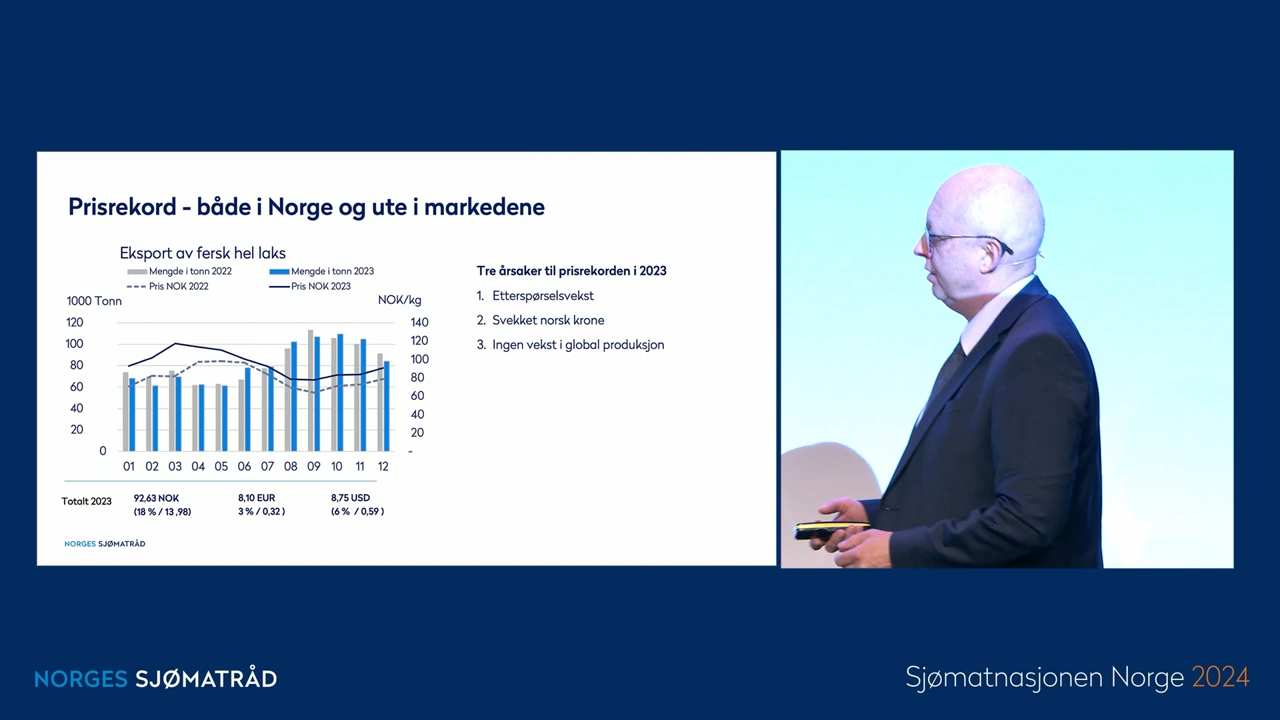 Prisrekord - både i Norge og ute i markedene
Eksport av fersk hel laks
Mengde i tonn 2022 Mengde i tonn 2023
Pris NOK 2022 Pris NOK 2023
1000 Tonn NOK/kg
120 140
100 120
80 100
60 80
40 60
20 40
0 20
-
01 02 03 04 05 06 07 08 09 10 11 12
Totalt 2023 92,63 NOK 8,10 EUR 8,75 USD
(18 % / 13 ,98) 3 % / 0,32 ) (6 % / 0,59 )
Tre årsaker til prisrekorden i 2023
1. Etterspørselsvekst
2. Svekket norsk krone
3. Ingen vekst i global produksjon
NORGES SJØMATRÅD
NORGES SJØMATRÅD
Sjømatnasjonen Norge 2024